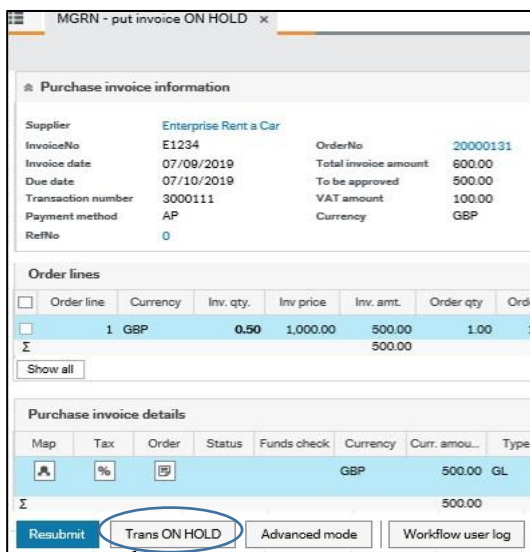 MGRN - put invoice ON HOLD ×
Purchase invoice information
Supplier Enterprise Rent a Car
InvoiceNo E1234 OrderNo 20000131
Invoice date 07/09/2019 Total invoice amount 600.00
Due date 07/10/2019 To be approved 500.00
Transaction number 3000111 VAT amount 100.00
Payment method AP Currency GBP
RefNo 0
Order lines
Order line Currency Inv. qty. Inv price Inv. amt. Order qty Orde
1 GBP 0.50 1,000.00 500.00 1.00
Σ 500.00
Show all
Purchase invoice details
Map Tax Order Status Funds check Currency Curr. amou... Type
% GBP 500.00 GL
Σ 500.00
Resubmit Trans ON HOLD Advanced mode Workflow user log